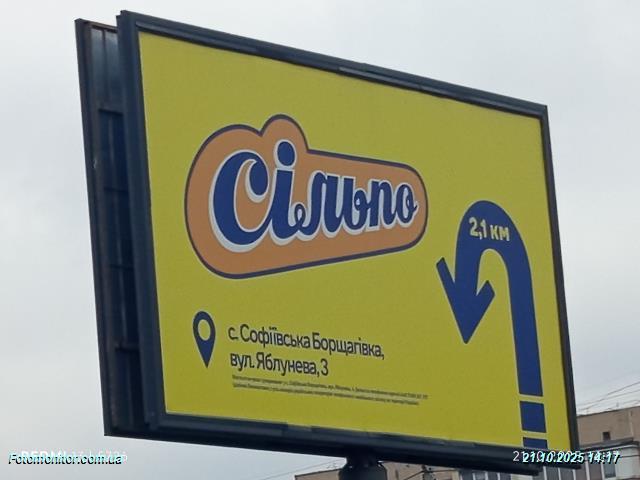 Сільпо
2,1 км
с. Софіївська Борщагівка,
вул. Яблунева, 3
Fotomonitor.com.ua
21.10.2025 14:17